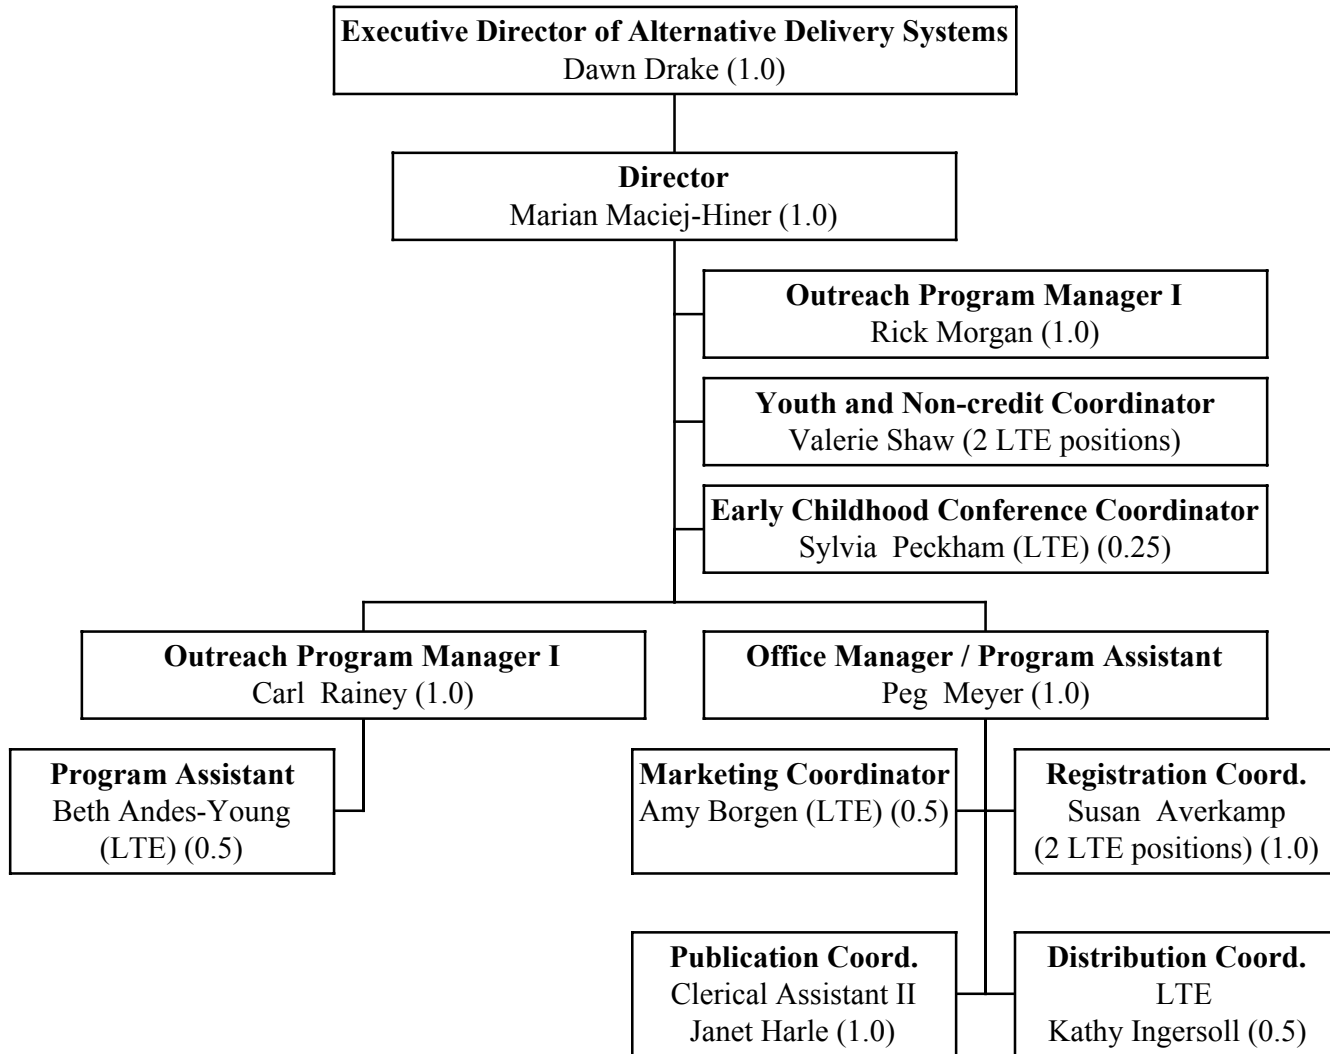 Executive Director of Alternative Delivery Systems
Dawn Drake (1.0)
Director
Marian Maciej-Hiner (1.0)
Outreach Program Manager I
Rick Morgan (1.0)
Youth and Non-credit Coordinator
Valerie Shaw (2 LTE positions)
Early Childhood Conference Coordinator
Sylvia Peckham (LTE) (0.25)
Outreach Program Manager I
Carl Rainey (1.0)
Office Manager / Program Assistant
Peg Meyer (1.0)
Program Assistant
Beth Andes-Young
(LTE) (0.5)
Marketing Coordinator
Amy Borgen (LTE) (0.5)
Registration Coord.
Susan Averkamp
(2 LTE positions) (1.0)
Publication Coord.
Clerical Assistant II
Janet Harle (1.0)
Distribution Coord.
LTE
Kathy Ingersoll (0.5)